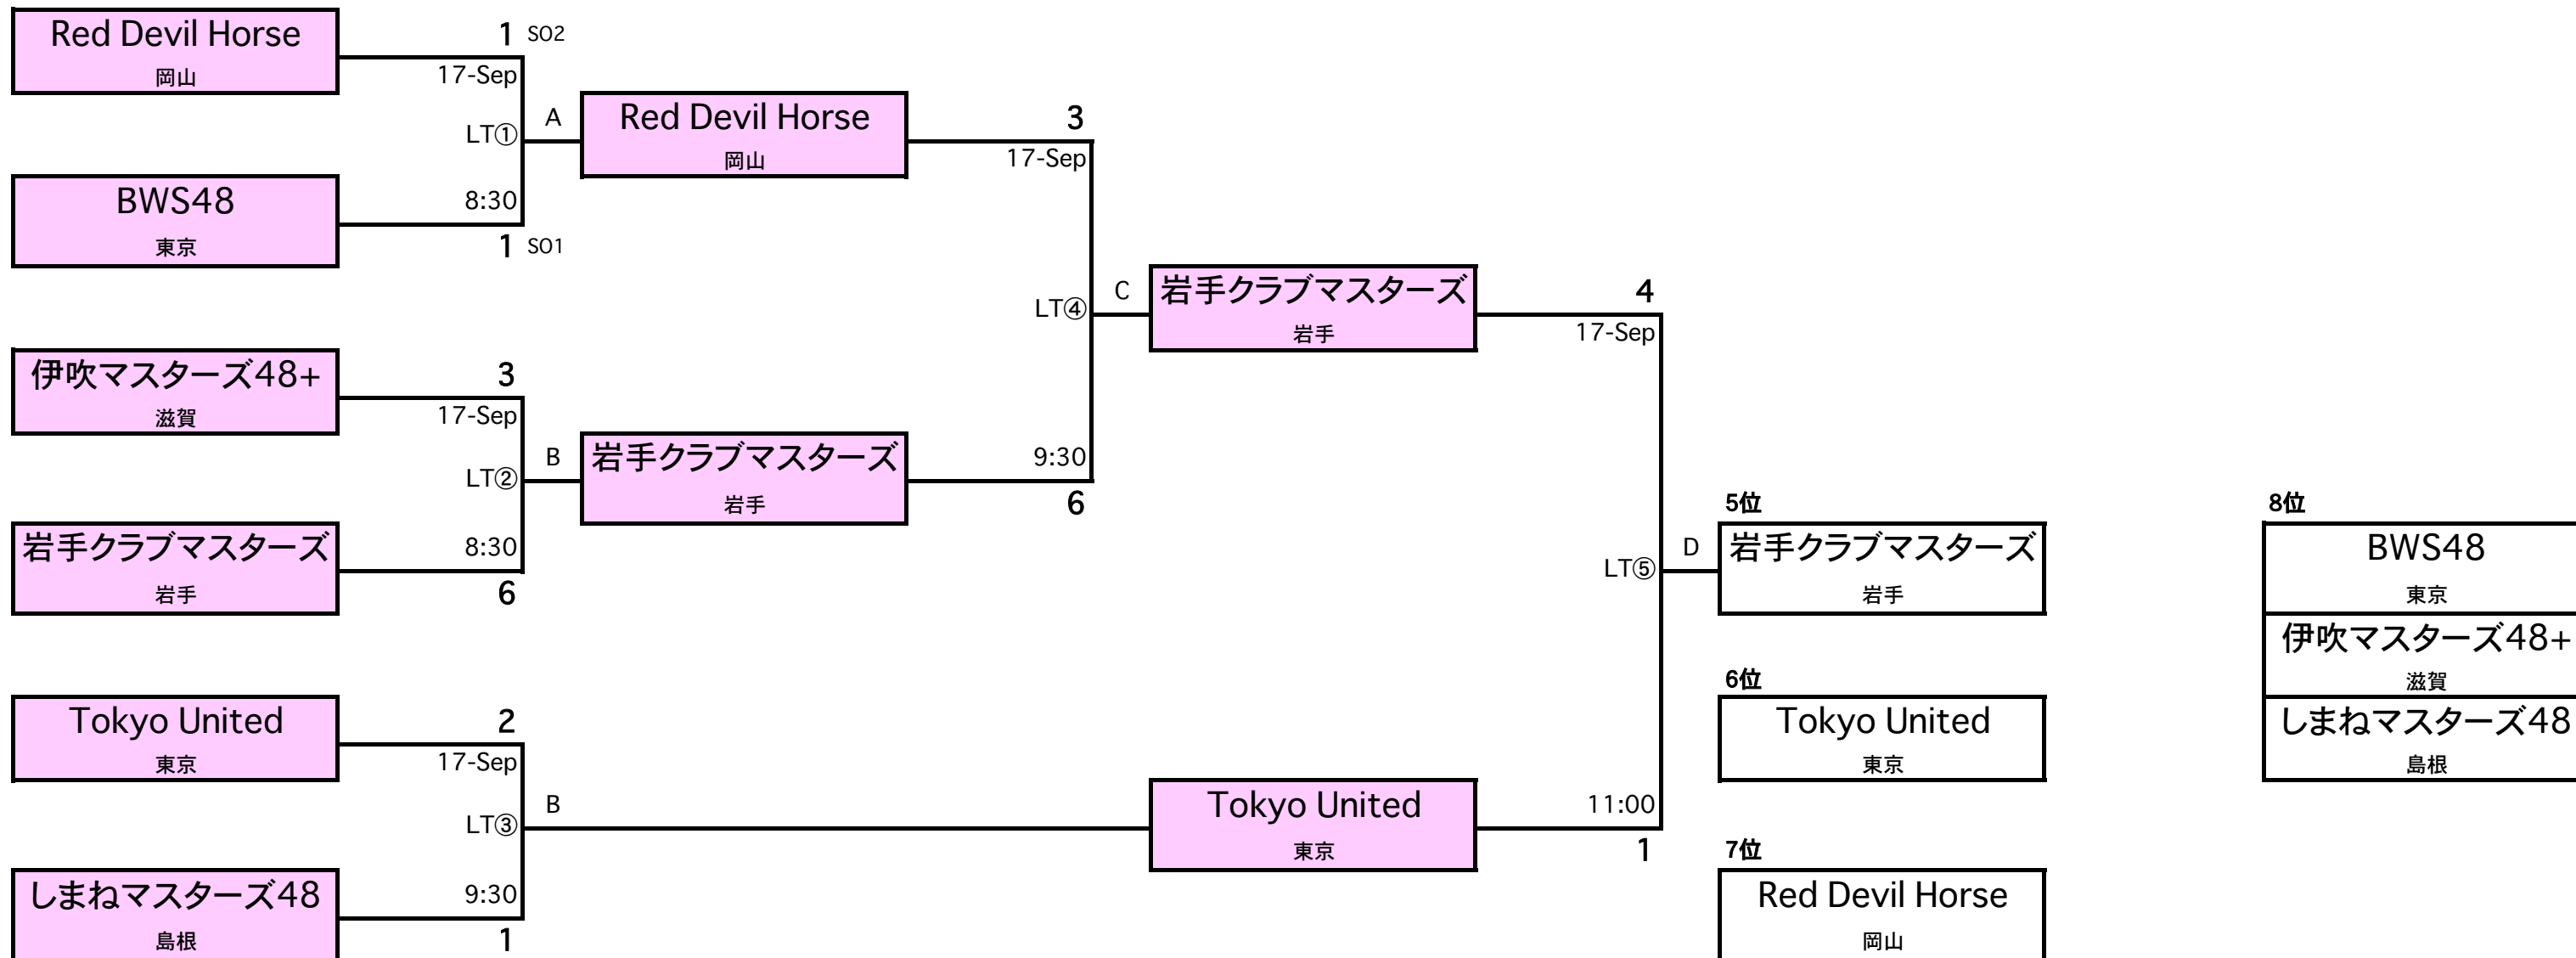 Red Devil Horse
岡山
1 SO2
17-Sep
LT①
A
BWS48
東京
8:30
1 SO1
Red Devil Horse
岡山
3
17-Sep
LT④
C
伊吹マスターズ48+
滋賀
3
17-Sep
LT②
B
岩手クラブマスターズ
岩手
8:30
6
岩手クラブマスターズ
岩手
9:30
6
岩手クラブマスターズ
岩手
4
17-Sep
LT⑤
D
Tokyo United
東京
2
17-Sep
LT③
B
しまねマスターズ48
島根
9:30
1
Tokyo United
東京
11:00
1
5位
岩手クラブマスターズ
岩手
6位
Tokyo United
東京
7位
Red Devil Horse
岡山
8位
BWS48
東京
伊吹マスターズ48+
滋賀
しまねマスターズ48
島根